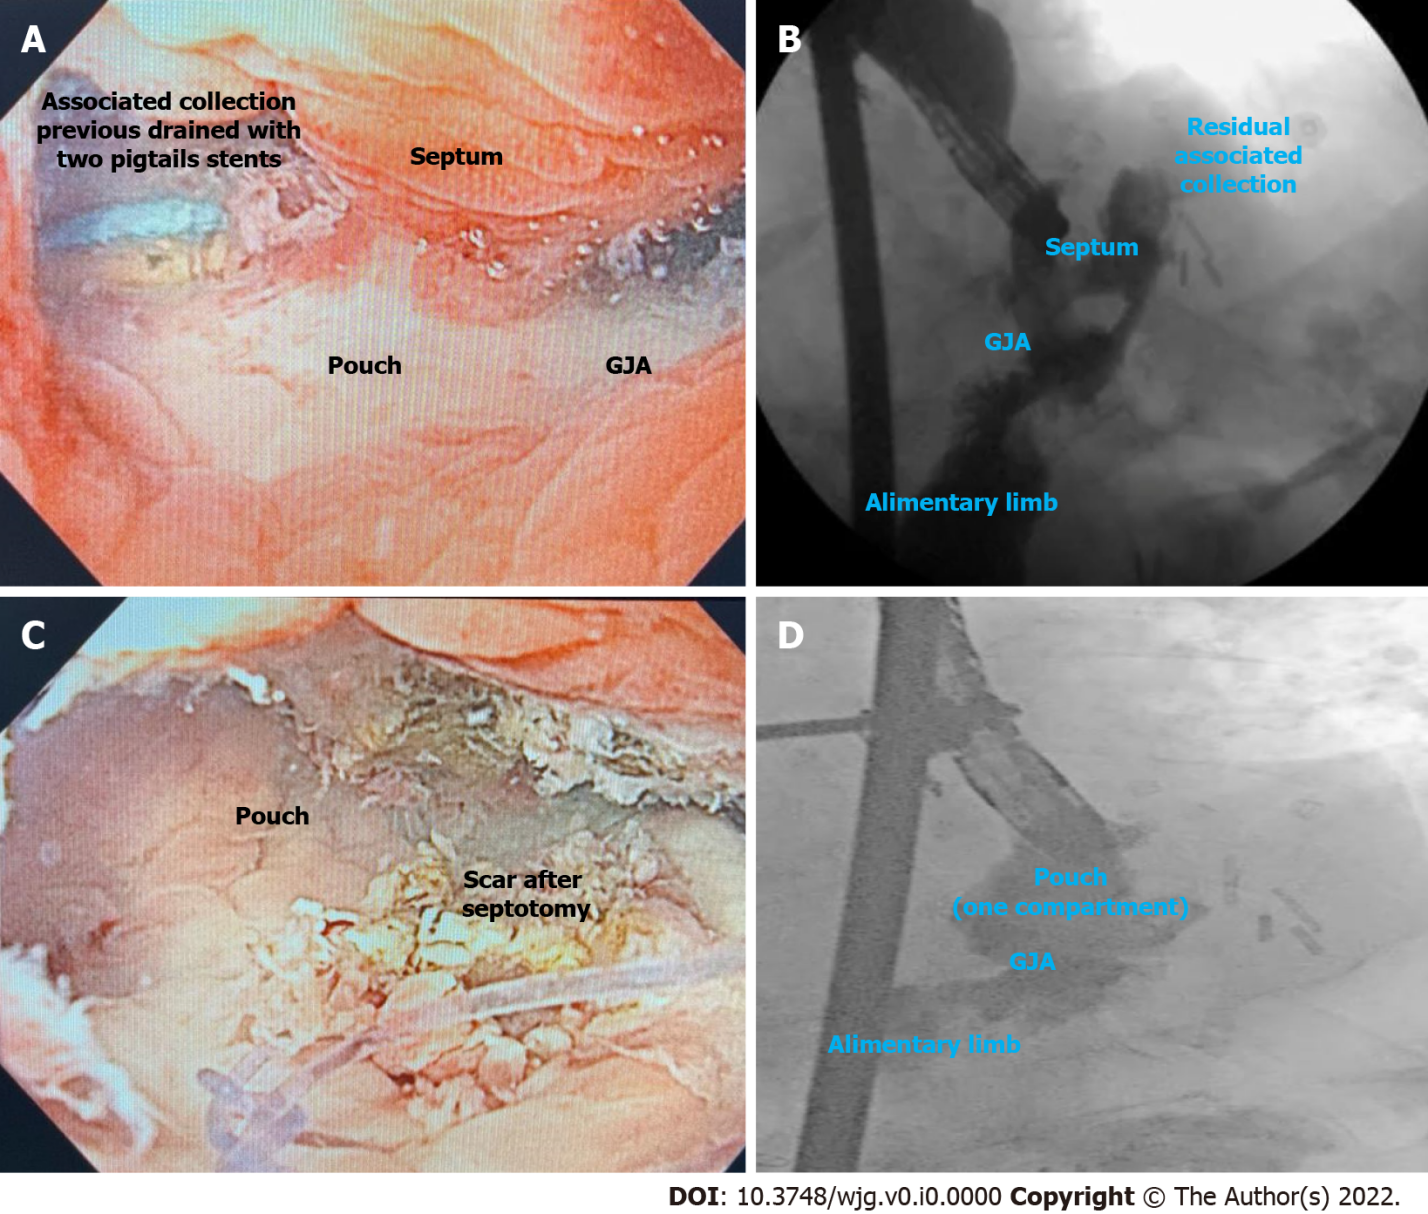 A
Associated collection
previous drained with
two pigtails stents
Septum
Pouch
GJA
B
Residual
associated
collection
Septum
GJA
Alimentary limb
C
Pouch
Scar after
septotomy
D
Pouch
(one compartment)
GJA
Alimentary limb
DOI: 10.3748/wjg.v0.i0.0000 Copyright © The Author(s) 2022.